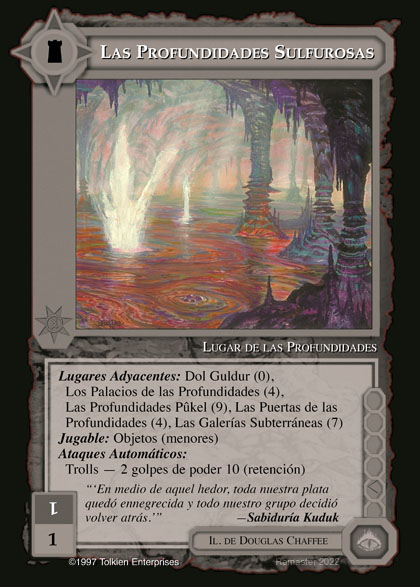 Las Profundidades Sulfurosas
Lugar de las Profundidades
Lugares Adyacentes: Dol Guldur (0),
Los Palacios de las Profundidades (4),
Las Profundidades Pûkel (9), Las Puertas de las
Profundidades (4), Las Galerías Subterráneas (7)
Jugable: Objetos (menores)
Ataques Automáticos:
Trolls — 2 golpes de poder 10 (retención)
“‘En medio de aquel hedor, toda nuestra plata
quedó ennegrecida y todo nuestro grupo decidió
volver atrás.’” –Sabiduría Kuduk
1
1
Il. de Douglas Chaffee
©1997 Tolkien Enterprises
Remaster 2022